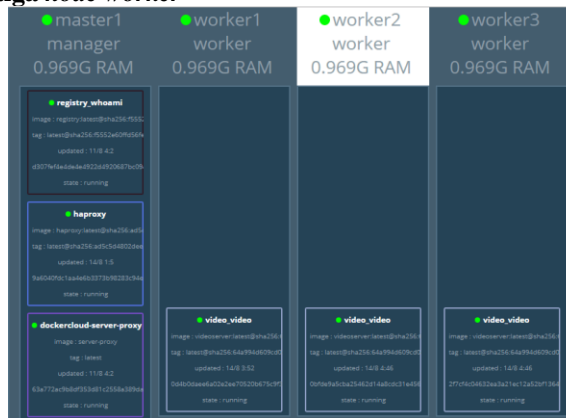 master1
manager
0.969G RAM
worker1
worker
0.969G RAM
worker2
worker
0.969G RAM
worker3
worker
0.969G RAM
registry_whoami
image : registry:latest@sha256:f5552
tag : latest@sha256:f5552e60ffd56fe
updated : 11/8 4:2
state : running
haproxy
image : haproxy:latest@sha256:ad5
tag : latest@sha256:ad5c5d4802dee
updated : 14/8 1:5
state : running
dockercloud-server-proxy
image : server-proxy
tag : latest
updated : 11/8 4:2
state : running
video_video
image : videoserver:latest@sha256:
tag : latest@sha256:64a994d609cd0
updated : 14/8 3:52
state : running
video_video
image : videoserver:latest@sha256:
tag : latest@sha256:64a994d609cd0
updated : 14/8 4:46
state : running
video_video
image : videoserver:latest@sha256:
tag : latest@sha256:64a994d609cd
updated : 14/8 4:46
state : running